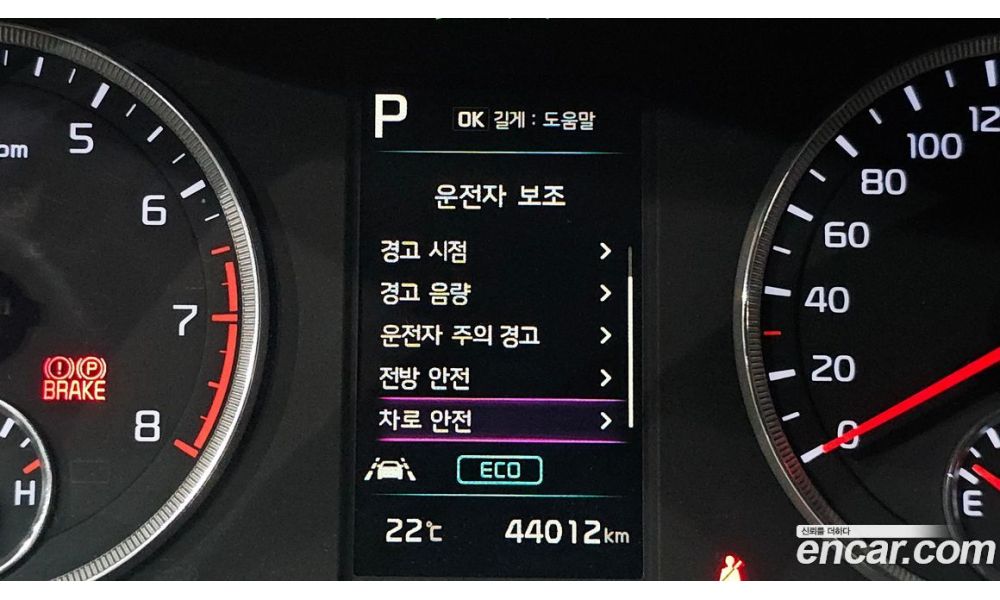 P OK 길게 : 도움말
운전자 보조
경고 시점 >
경고 음량 >
운전자 주의 경고 >
전방 안전 >
차로 안전 >
ECO
22℃ 44012km
5
6
7
8
H
(!) (P)
BRAKE
120
100
80
60
40
20
0
E
신뢰를 더하다
encar.com